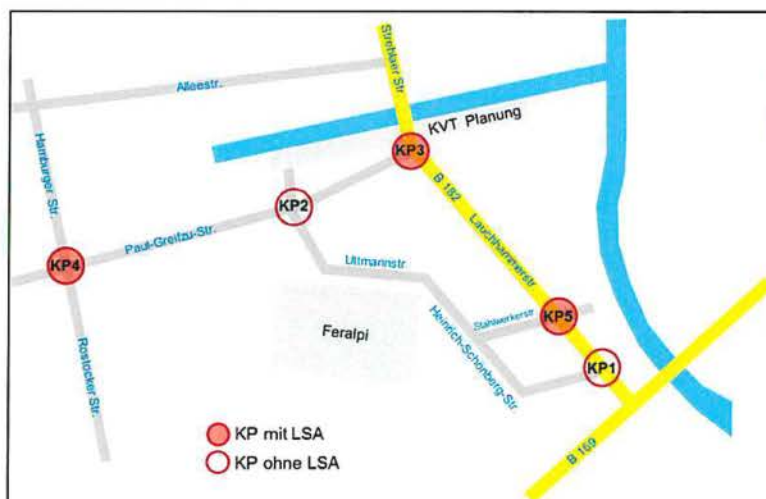 Strehlaer Str.
Alleestr.
KVT Planung
KP3
Hamburger Str.
B 182
KP2
Paul-Greifzu-Str.
Lauchhammerstr.
KP4
Uttmannstr.
Stahlwerkerstr.
KP5
Feralpi
Heinrich-Schönberg-Str.
KP1
Rostocker Str.
KP mit LSA
KP ohne LSA
B 169